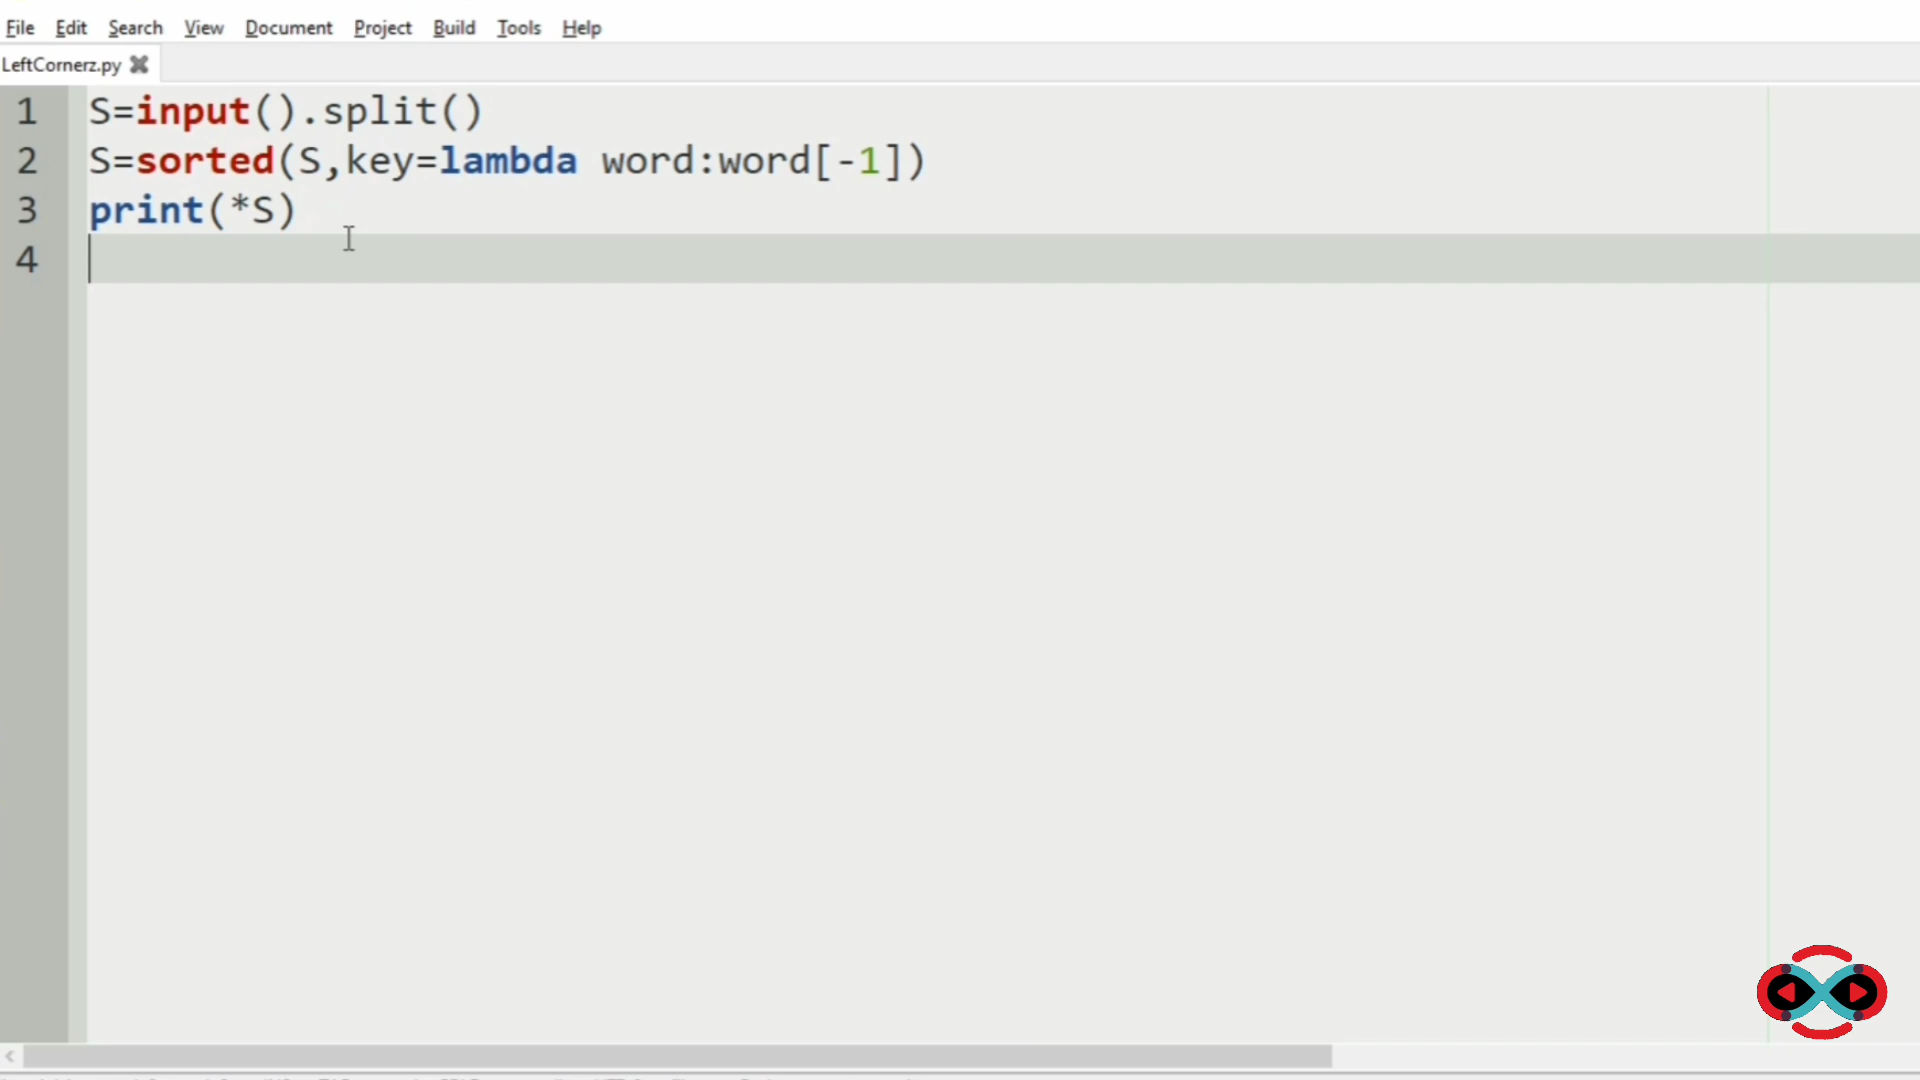 File Edit Search View Document Project Build Tools Help
LeftCornerz.py
1 S=input().split()
2 S=sorted(S,key=lambda word:word[-1])
3 print(*S)
4